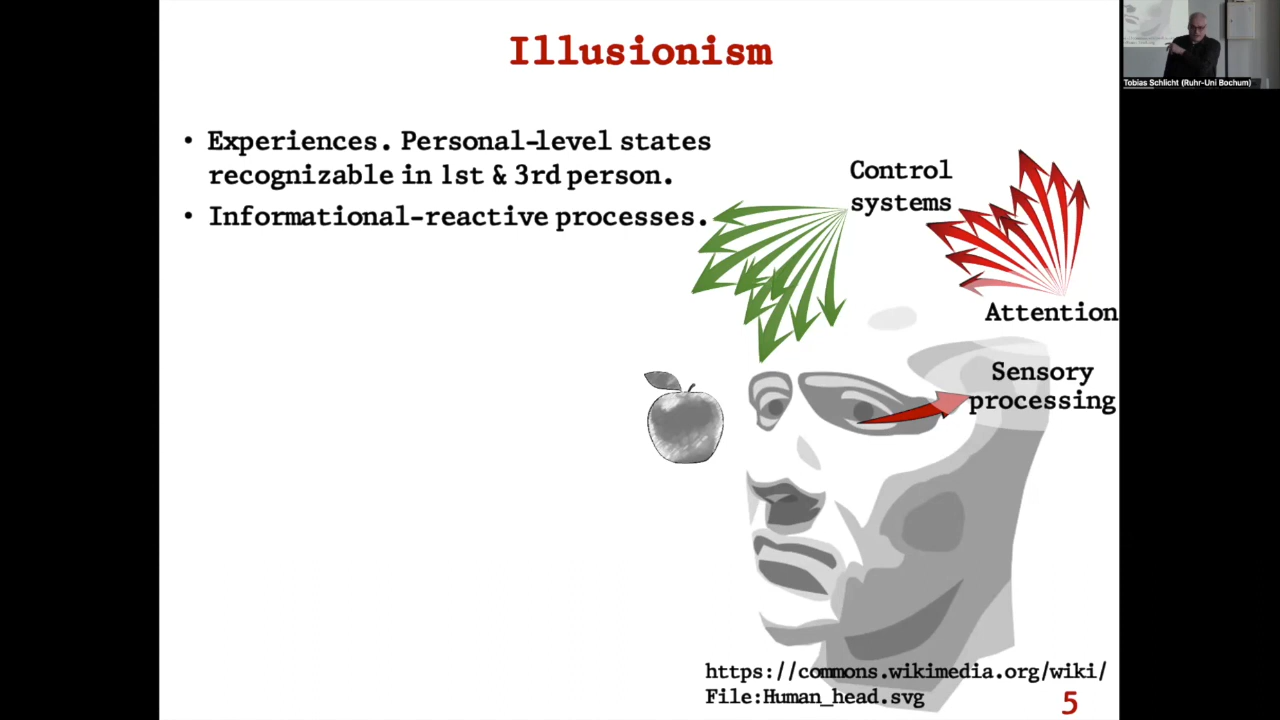 Illusionism
• Experiences. Personal-level states
recognizable in 1st & 3rd person.
• Informational-reactive processes.
Control
systems
Attention
Sensory
processing
https://commons.wikimedia.org/wiki/
File:Human_head.svg
5
Tobias Schlicht (Ruhr-Uni Bochum)